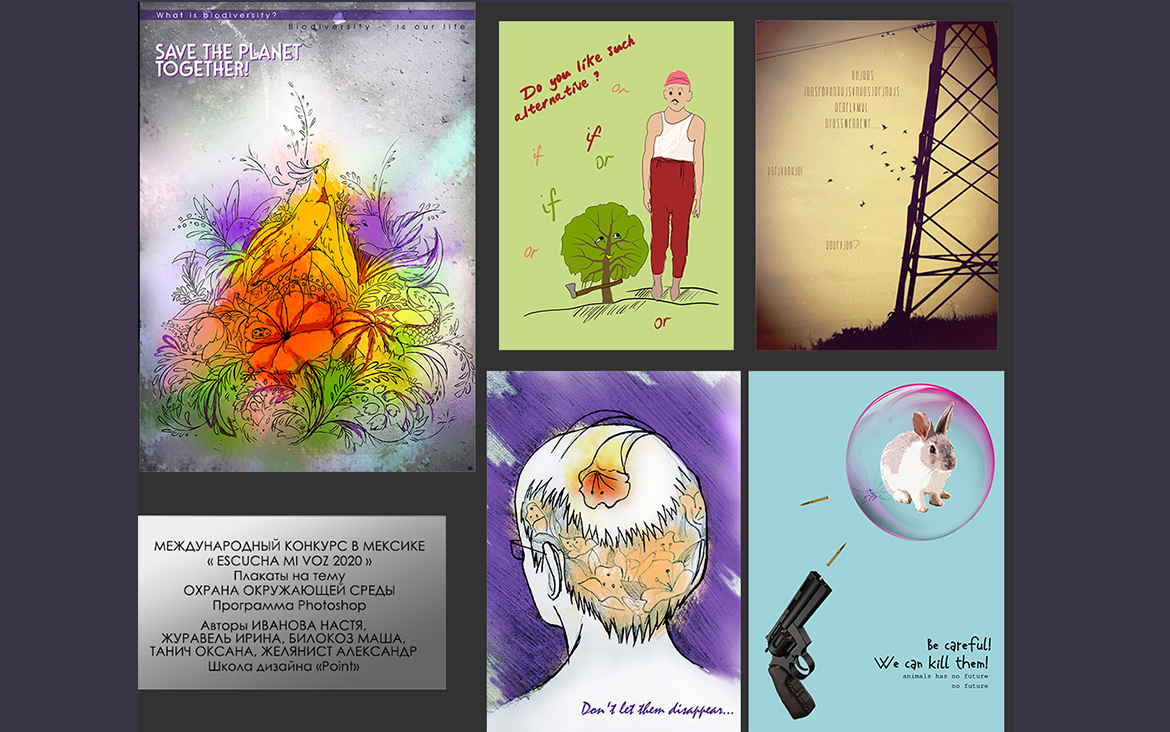 What is biodiversity?
Biodiversity - is our life
SAVE THE PLANET
TOGETHER!
Do you like such
alternative?
or
if
if
or
if
or
or
МЕЖДУНАРОДНЫЙ КОНКУРС В МЕКСИКЕ
« ESCUCHA MI VOZ 2020 »
Плакаты на тему
ОХРАНА ОКРУЖАЮЩЕЙ СРЕДЫ
Программа Photoshop
Авторы ИВАНОВА НАСТЯ,
ЖУРАВЕЛЬ ИРИНА, БИЛОКОЗ МАША,
ТАНИЧ ОКСАНА, ЖЕЛЯНИСТ АЛЕКСАНДР
Школа дизайна «Point»
Don't let them disappear...
Be careful!
We can kill them!
animals has no future
no future